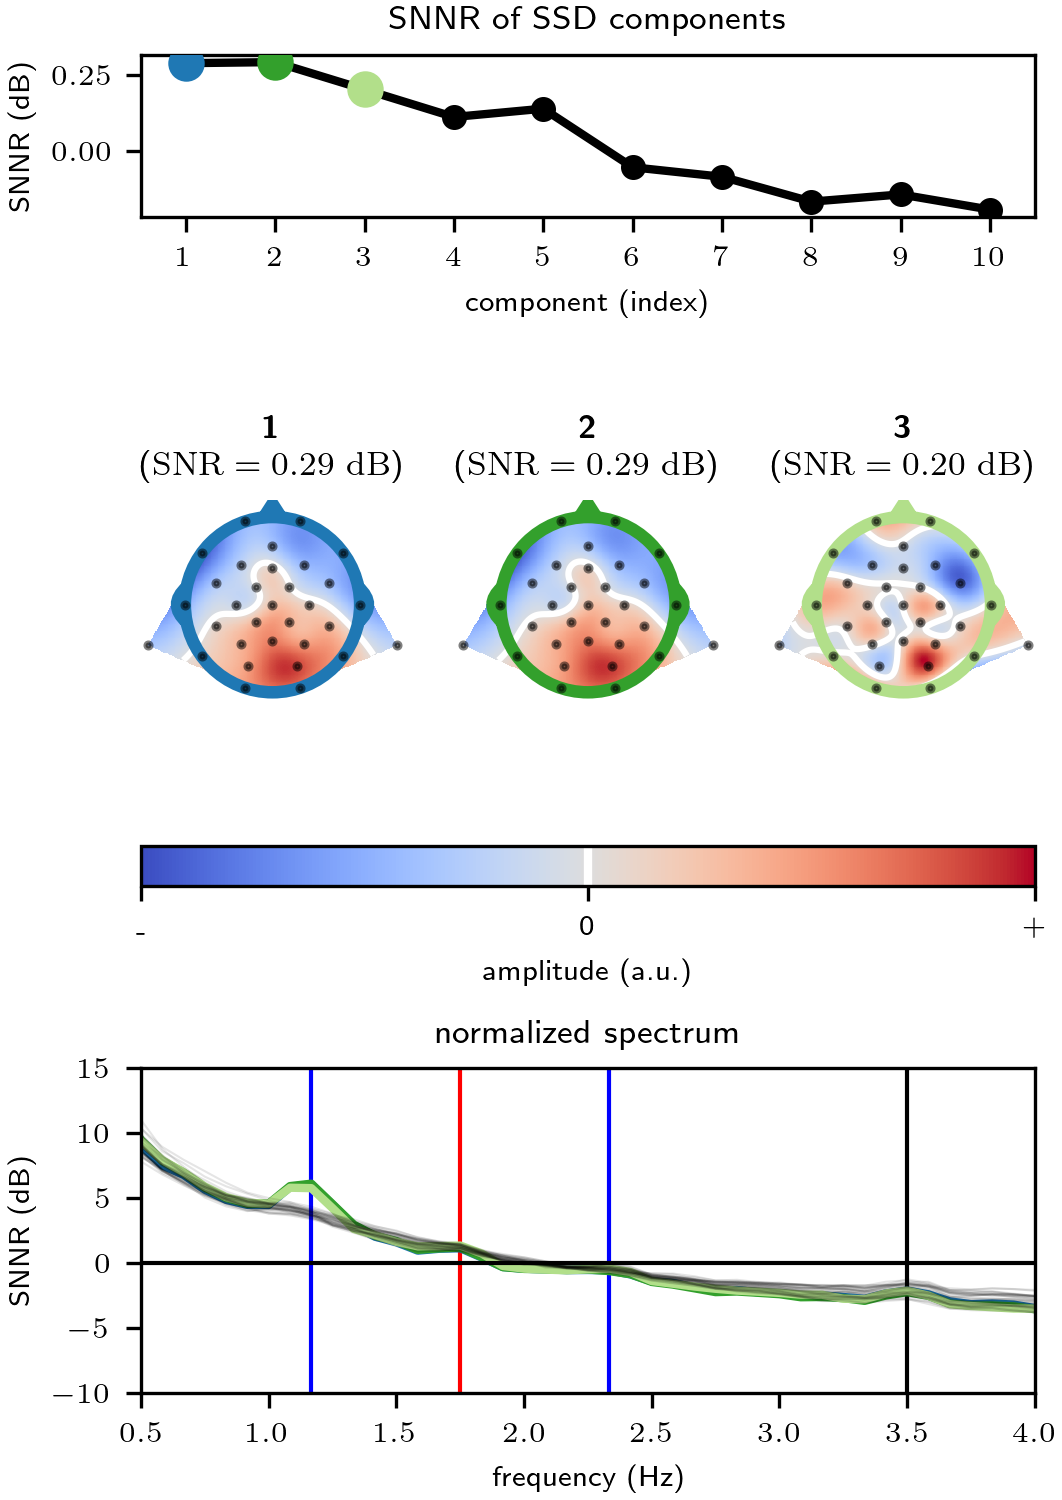 SNNR of SSD components
SNNR (dB)
0.25
0.00
1 2 3 4 5 6 7 8 9 10
component (index)
1 2 3
(SNR = 0.29 dB) (SNR = 0.29 dB) (SNR = 0.20 dB)
- 0 +
amplitude (a.u.)
normalized spectrum
SNNR (dB)
15
10
5
0
−5
−10
0.5 1.0 1.5 2.0 2.5 3.0 3.5 4.0
frequency (Hz)